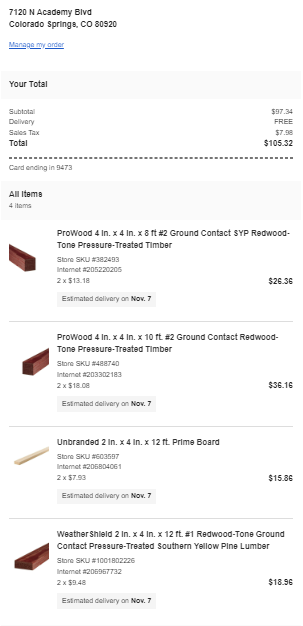 7120 N Academy Blvd
Colorado Springs, CO 80920
Manage my order
Your Total
Subtotal $97.34
Delivery FREE
Sales Tax $7.98
Total $105.32
Card ending in 9473
All Items
4 items
ProWood 4 in. x 4 in. x 8 ft #2 Ground Contact SYP Redwood-
Tone Pressure-Treated Timber
Store SKU #382493
Internet #205220205
2 x $13.18 $26.36
Estimated delivery on Nov. 7
ProWood 4 in. x 4 in. x 10 ft. #2 Ground Contact Redwood-
Tone Pressure-Treated Timber
Store SKU #488740
Internet #203302183
2 x $18.08 $36.16
Estimated delivery on Nov. 7
Unbranded 2 in. x 4 in. x 12 ft. Prime Board
Store SKU #603597
Internet #206804061
2 x $7.93 $15.86
Estimated delivery on Nov. 7
WeatherShield 2 in. x 4 in. x 12 ft. #1 Redwood-Tone Ground
Contact Pressure-Treated Southern Yellow Pine Lumber
Store SKU #1001802226
Internet #206967732
2 x $9.48 $18.96
Estimated delivery on Nov. 7